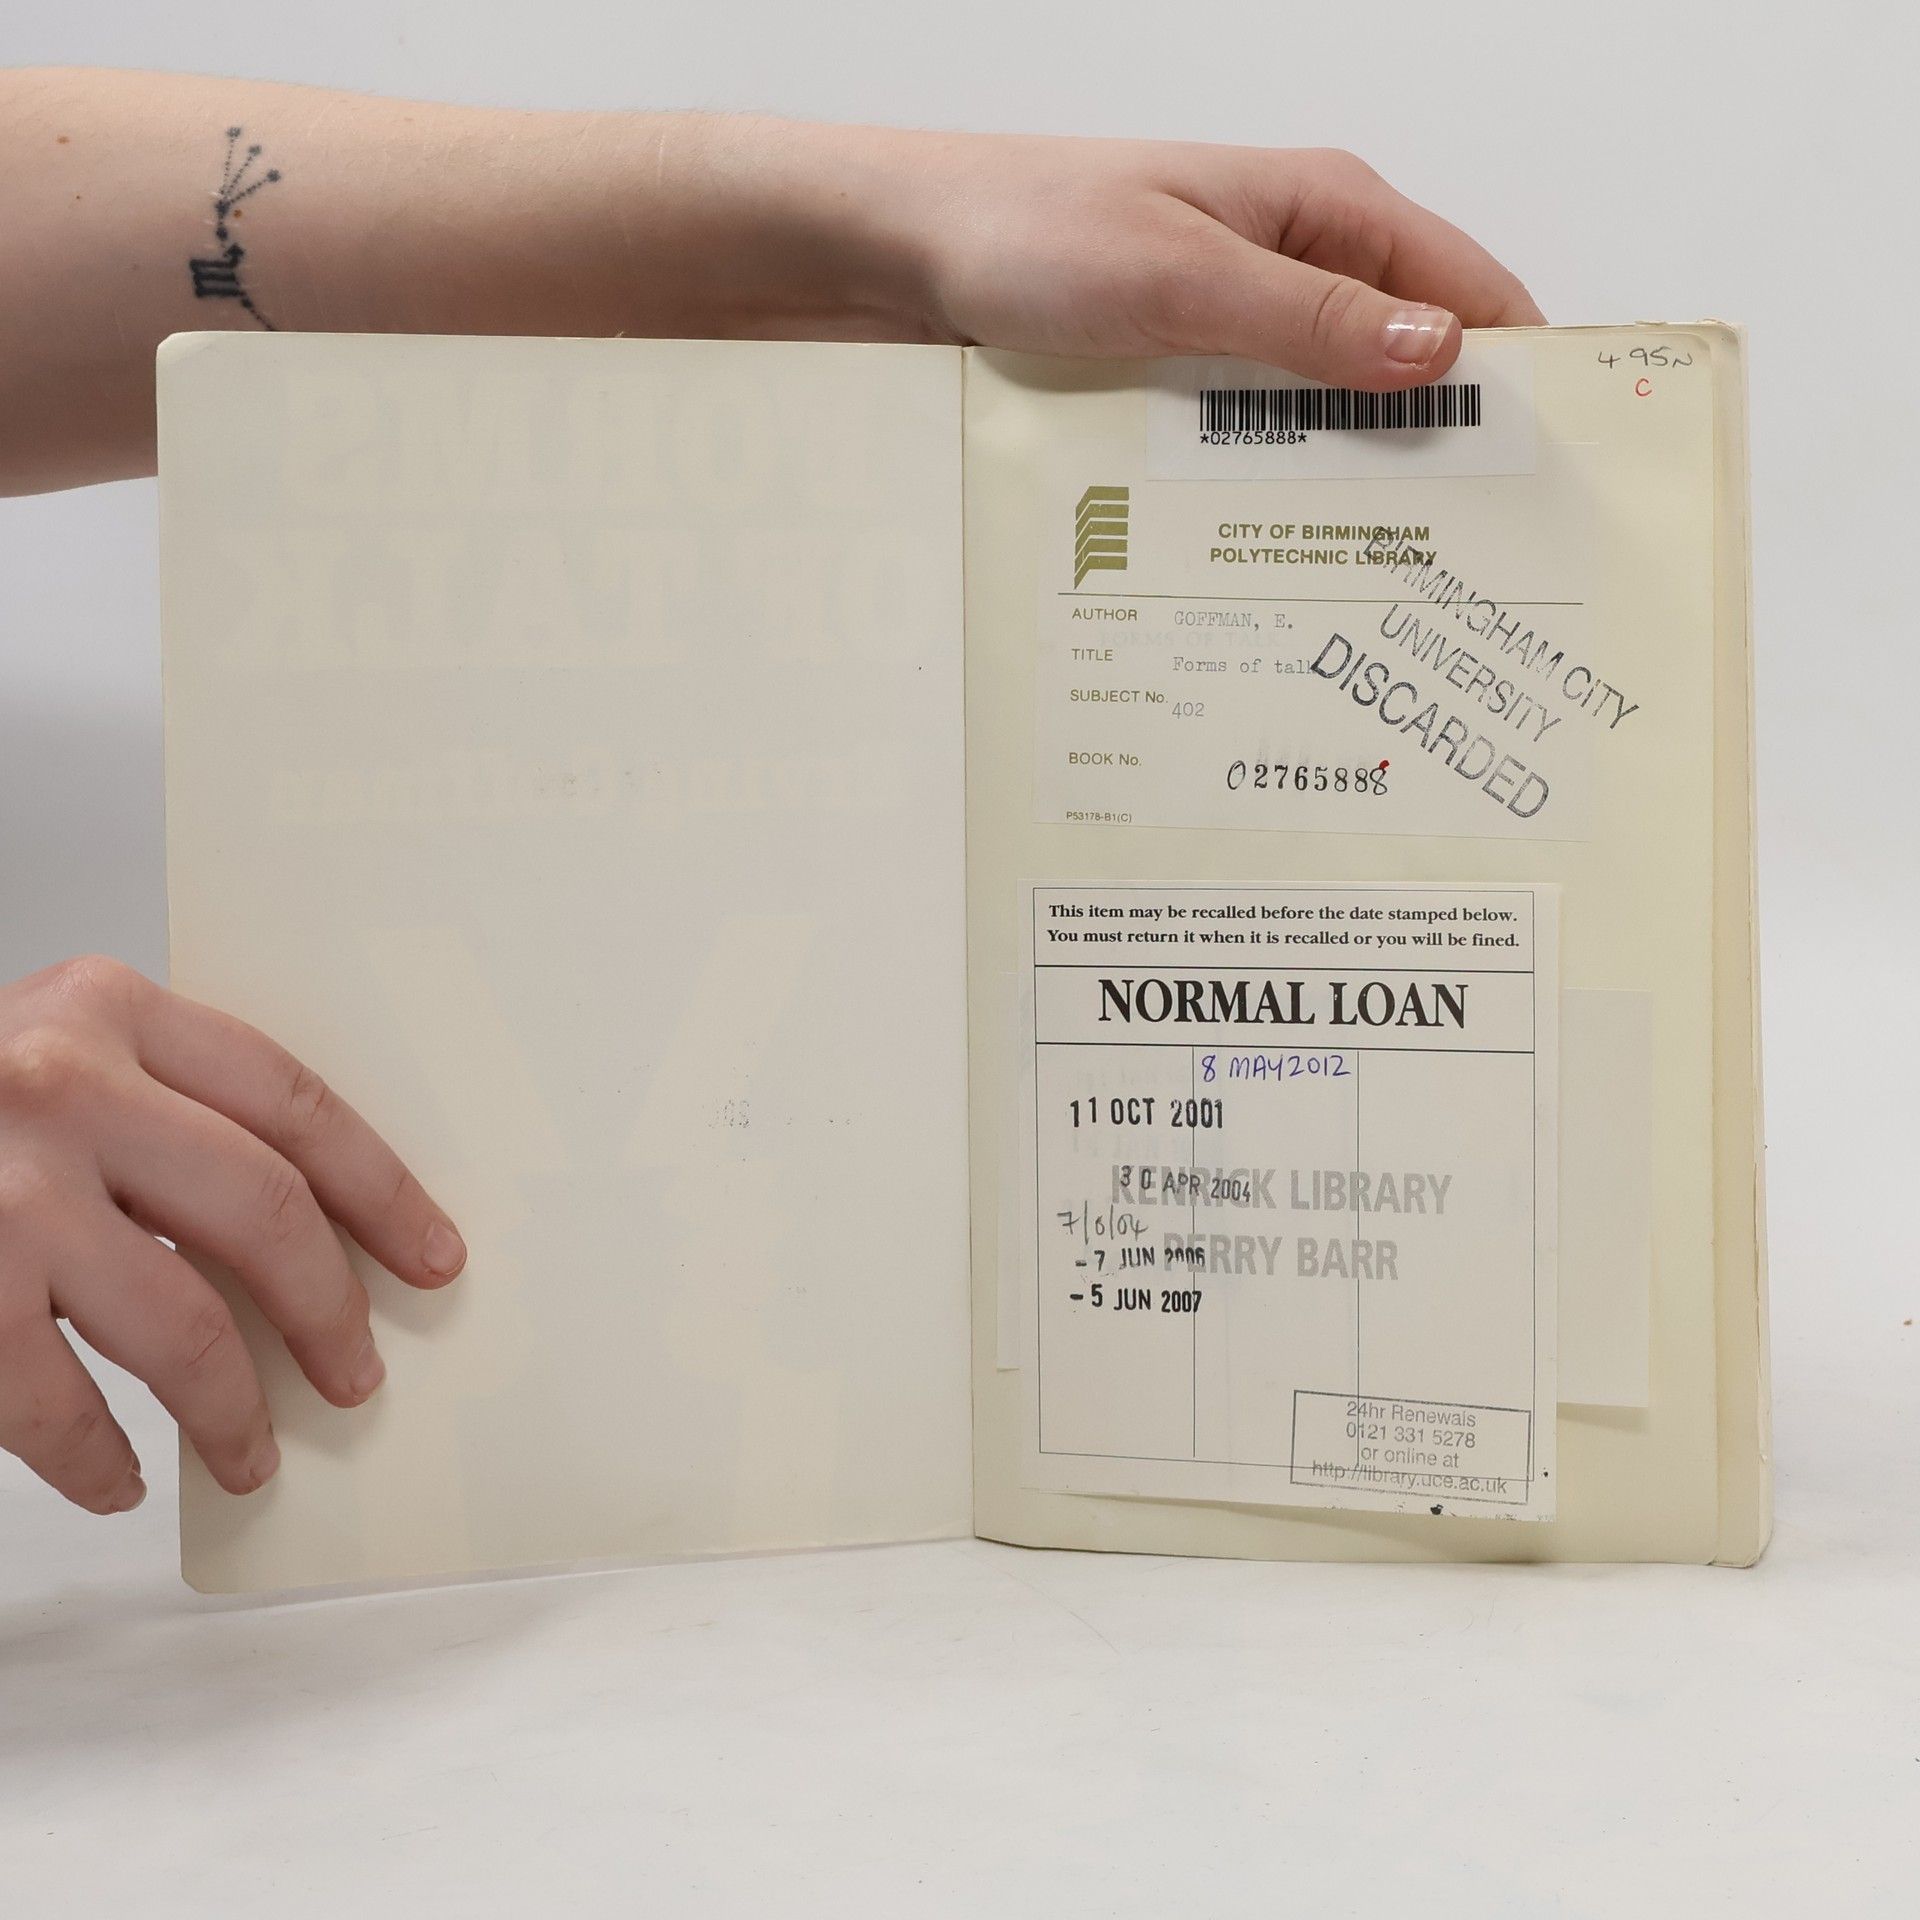 4 95N
C
*02765888*
CITY OF BIRMINGHAM
POLYTECHNIC LIBRARY
BIRMINGHAM CITY
UNIVERSITY
DISCARDED
AUTHOR GOFFMAN, E.
TITLE Forms of talk
SUBJECT No. 402
BOOK No. 02765888
P53178-B1(C)
This item may be recalled before the date stamped below.
You must return it when it is recalled or you will be fined.
NORMAL LOAN
8 MAY 2012
11 OCT 2001
30 APR 2004
KENRICK LIBRARY
PERRY BARR
-7 JUN 2006
-5 JUN 2007
24hr Renewals
0121 331 5278
or online at
http://library.uce.ac.uk